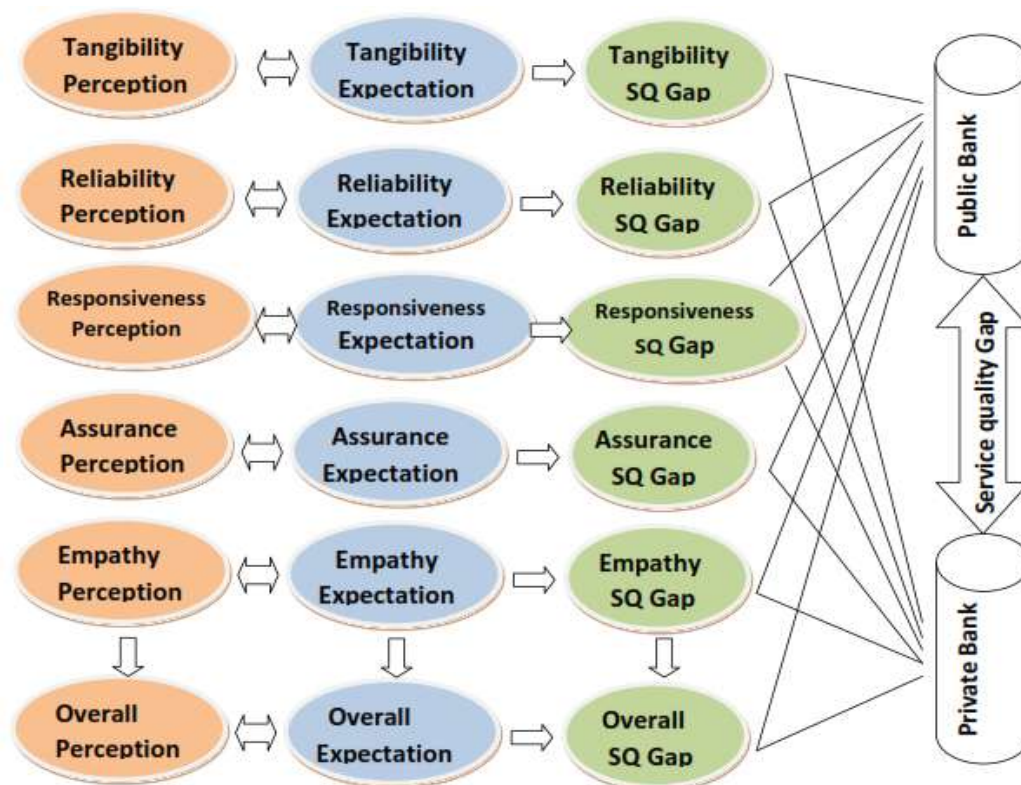 Tangibility
Perception
Tangibility
Expectation
Tangibility
SQ Gap
Reliability
Perception
Reliability
Expectation
Reliability
SQ Gap
Responsiveness
Perception
Responsiveness
Expectation
Responsiveness
SQ Gap
Assurance
Perception
Assurance
Expectation
Assurance
SQ Gap
Empathy
Perception
Empathy
Expectation
Empathy
SQ Gap
Overall
Perception
Overall
Expectation
Overall
SQ Gap
Public Bank
Service quality Gap
Private Bank